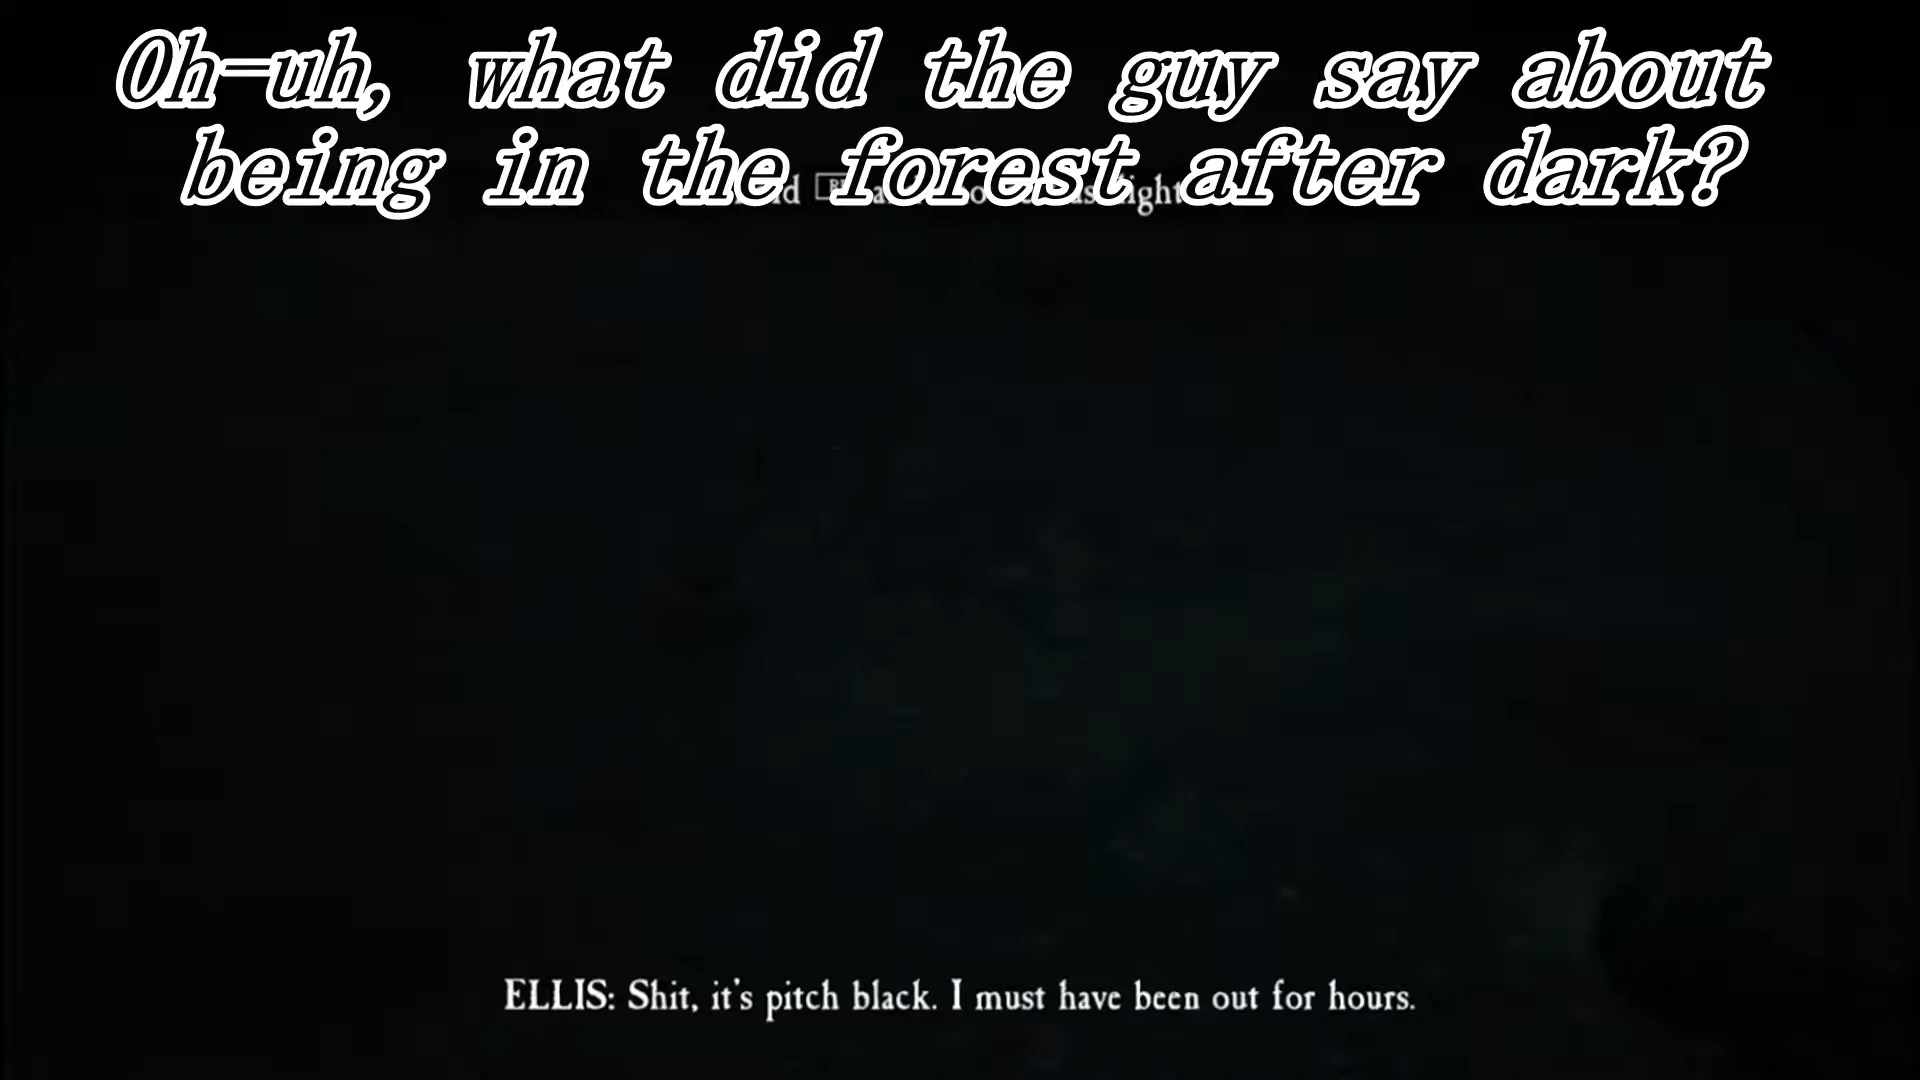 Oh-uh, what did the guy say about
being in the forest after dark?
ELLIS: Shit, it's pitch black. I must have been out for hours.